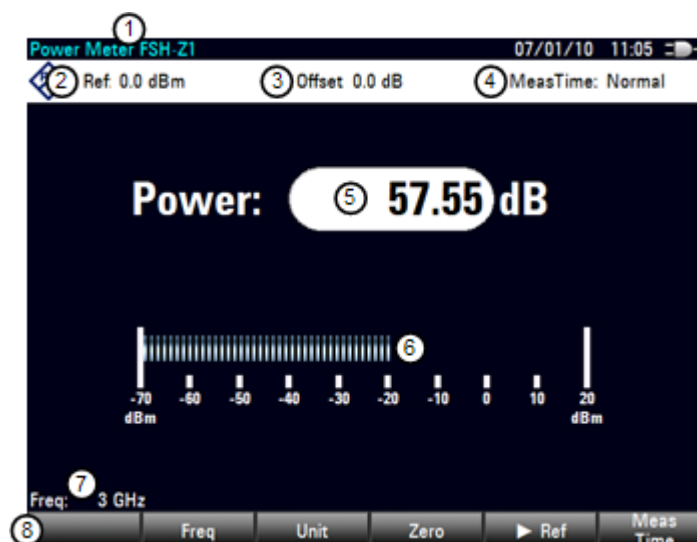 1
Power Meter FSH-Z1 07/01/10 11:05
2 Ref: 0.0 dBm 3 Offset 0.0 dB 4 MeasTime: Normal
Power: 5 57.55 dB
6
-70 -60 -50 -40 -30 -20 -10 0 10 20
dBm dBm
7
Freq: 3 GHz
8 Freq Unit Zero ▶ Ref Meas
Time